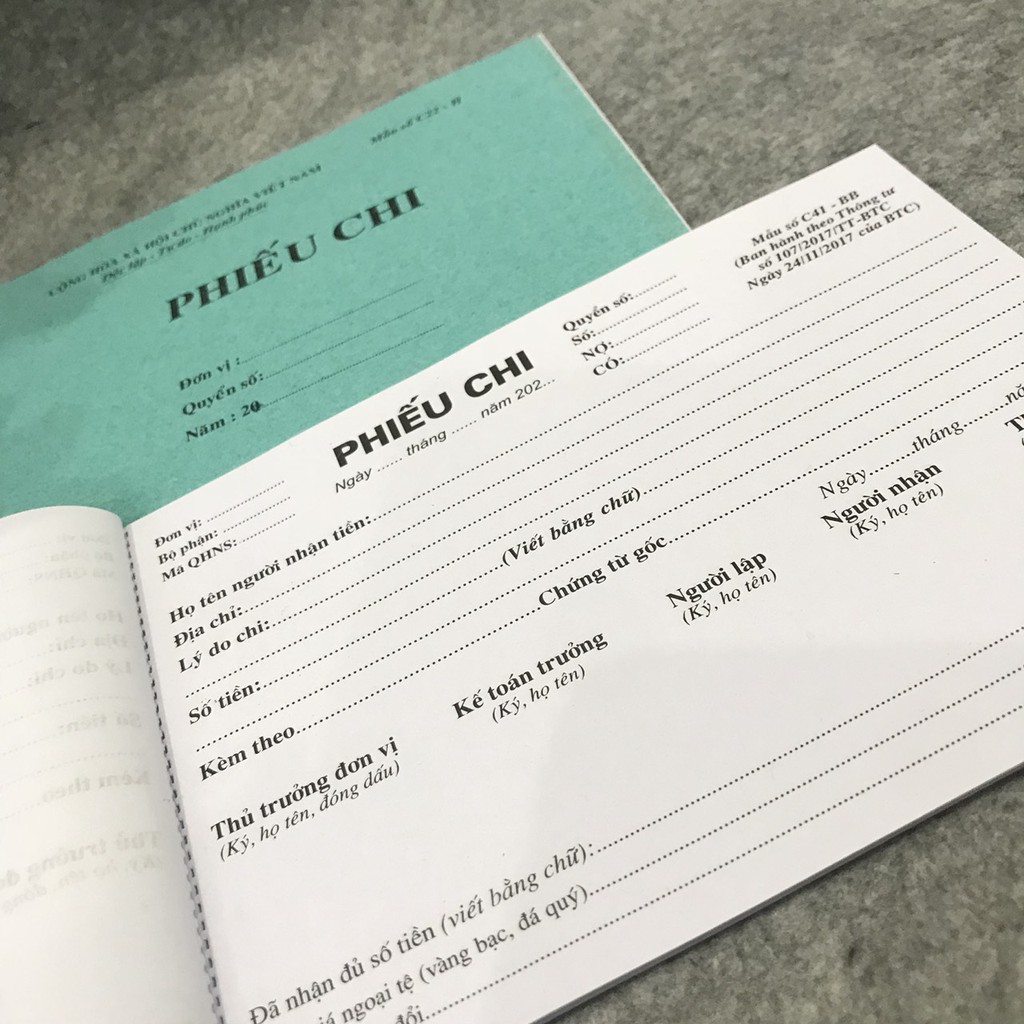 CỘNG HÒA XÃ HỘI CHỦ NGHĨA VIỆT NAM
Độc lập - Tự do - Hạnh phúc
Mẫu số C22 - H
PHIẾU CHI
Đơn vị :
Quyển số:
Năm : 20
Mẫu số C41 - BB
(Ban hành theo Thông tư
số 107/2017/TT-BTC
Ngày 24/11/2017 của BTC)
Quyển số:
Số:
NỢ:
CÓ:
PHIẾU CHI
Ngày ...... tháng ...... năm 202...
Đơn vị:
Bộ phận:
Mã QHNS:
Họ tên người nhận tiền:
Địa chỉ:
Lý do chi:
Số tiền: (Viết bằng chữ)
Kèm theo Chứng từ gốc
Ngày tháng
Thủ trưởng đơn vị
(Ký, họ tên, đóng dấu)
Kế toán trưởng
(Ký, họ tên)
Người lập
(Ký, họ tên)
Người nhận
(Ký, họ tên)
Đã nhận đủ số tiền (viết bằng chữ):
ngoại tệ (vàng bạc, đá quý)
đổi